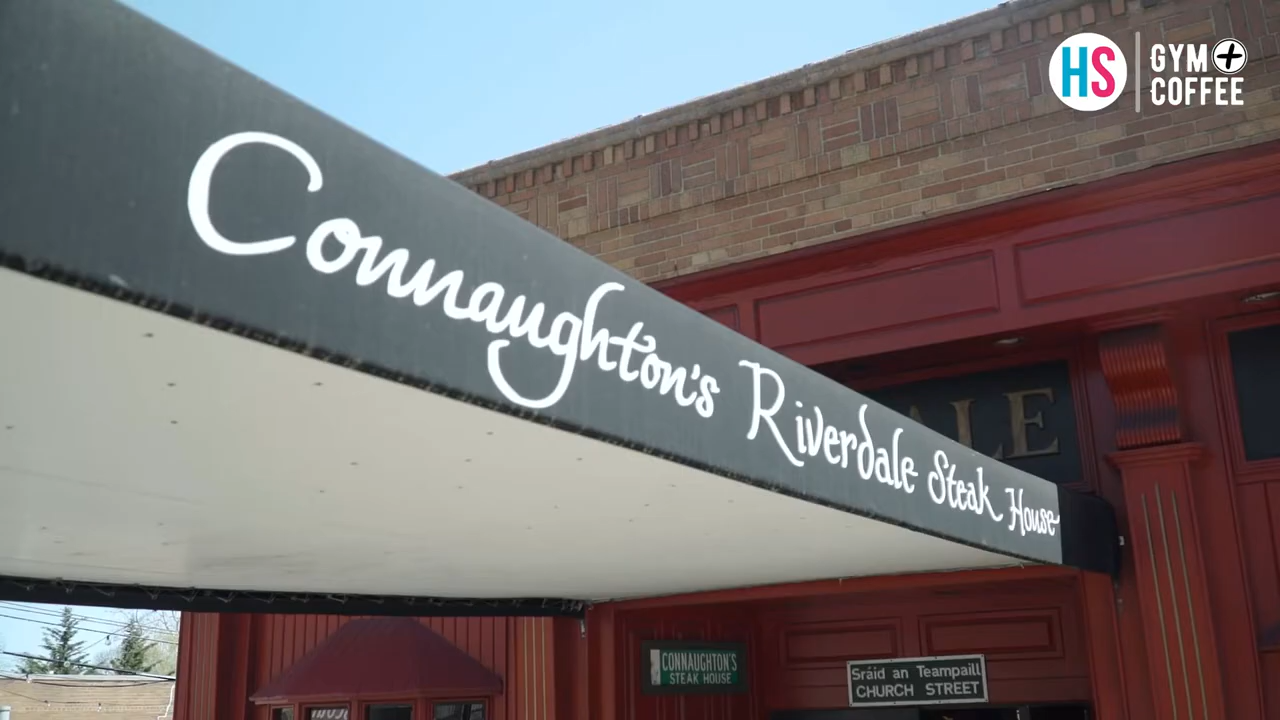 HS
GYM+
COFFEE
Connaughton's Riverdale Steak House
ALE
CONNAUGHTON'S
STEAK HOUSE
Sráid an Teampaill
CHURCH STREET